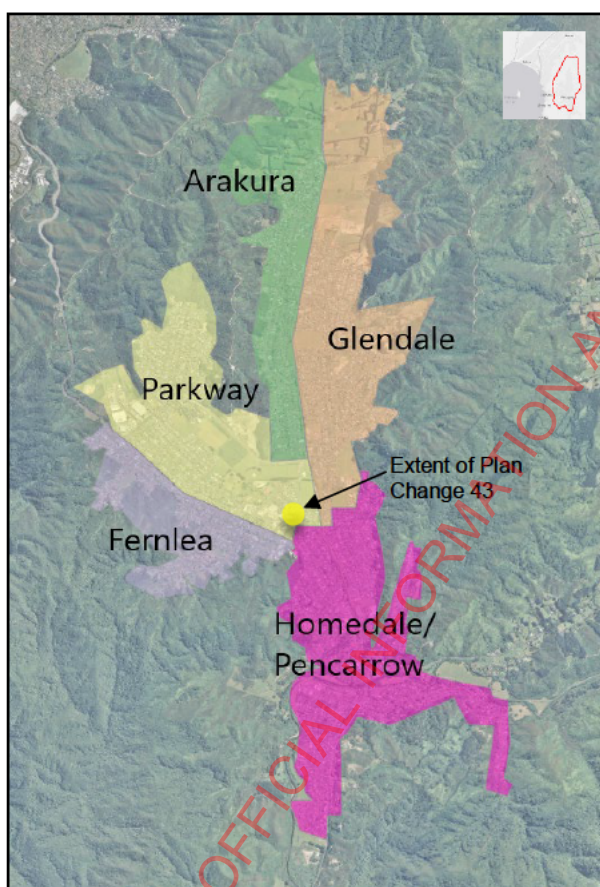 Arakura
Glendale
Parkway
Extent of Plan
Change 43
Fernlea
Homedale/
Pencarrow
OFFICIAL INFORMATION A